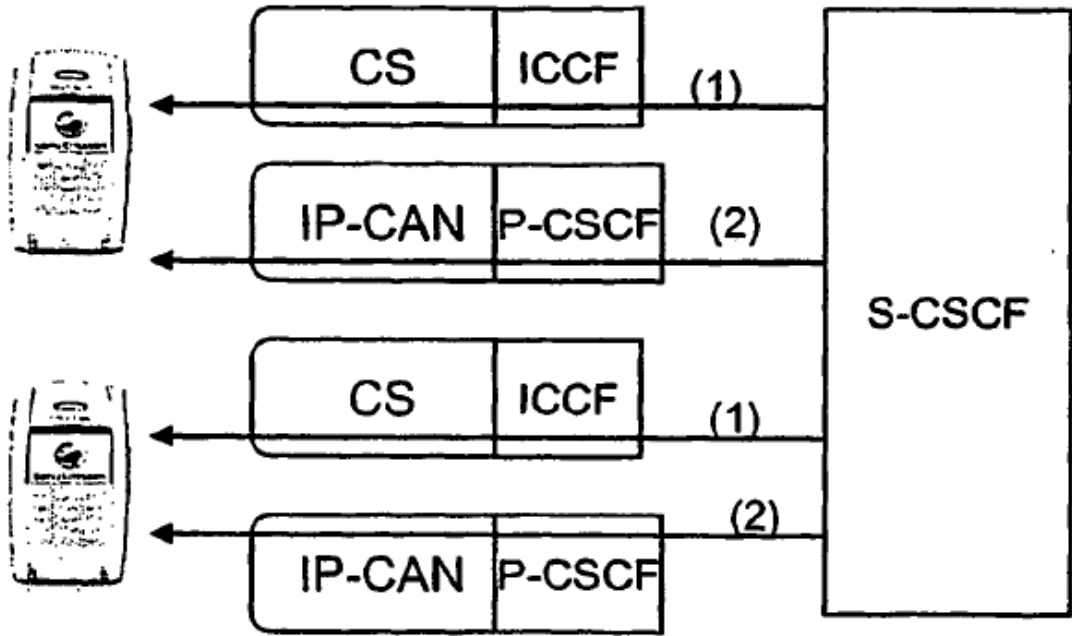 CS ICCF (1)
IP-CAN P-CSCF (2)
S-CSCF
CS ICCF (1)
(2)
IP-CAN P-CSCF